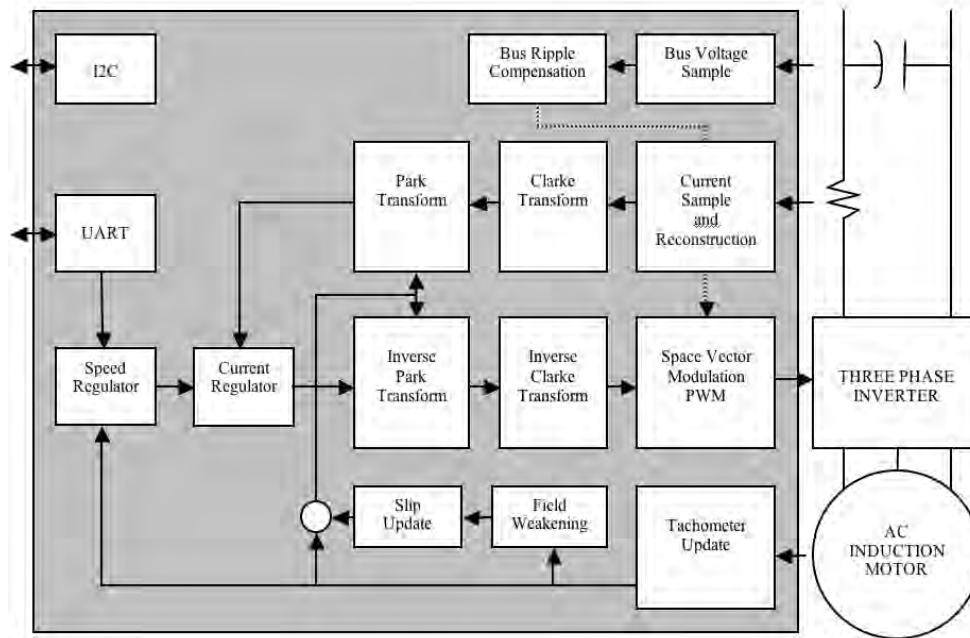 I2C
Bus Ripple
Compensation
Bus Voltage
Sample
Park
Transform
Clarke
Transform
Current
Sample
and
Reconstruction
UART
Speed
Regulator
Current
Regulator
Inverse
Park
Transform
Inverse
Clarke
Transform
Space Vector
Modulation
PWM
THREE PHASE
INVERTER
Slip
Update
Field
Weakening
Tachometer
Update
AC
INDUCTION
MOTOR